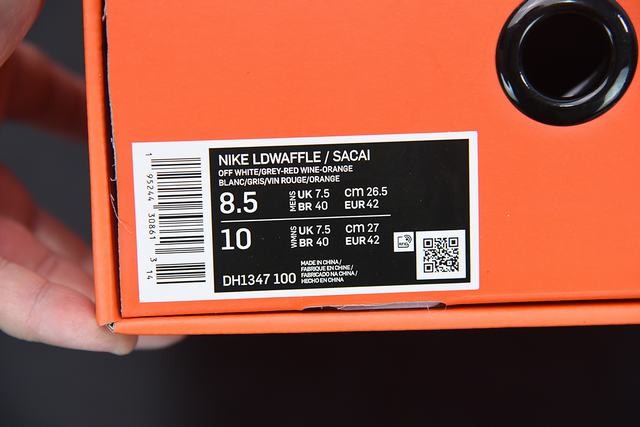 NIKE LDWAFFLE / SACAI
OFF WHITE/GREY-RED WINE-ORANGE
BLANC/GRIS/VIN ROUGE/ORANGE
8.5 MENS UK 7.5 cm 26.5
BR 40 EUR 42
10 WMNS UK 7.5 cm 27
BR 40 EUR 42
DH1347 100
MADE IN CHINA /
FABRIQUE EN CHINE /
FABRICADO NA CHINA /
HECHO EN CHINA
1 95244 30861 3 14